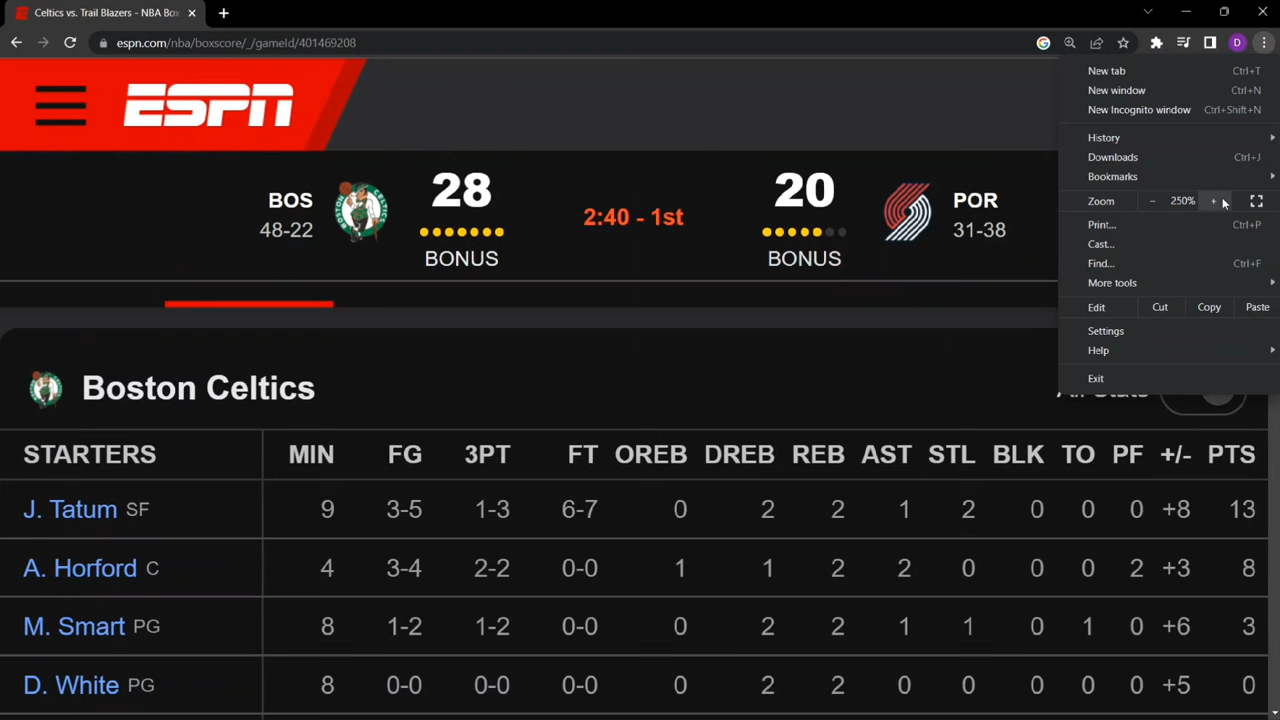 Celtics vs. Trail Blazers - NBA Bo
espn.com/nba/boxscore/_/gameId/401469208
D
New tab Ctrl+T
New window Ctrl+N
New Incognito window Ctrl+Shift+N
History
Downloads Ctrl+J
Bookmarks
Zoom − 250% +
Print... Ctrl+P
Cast...
Find... Ctrl+F
More tools
Edit Cut Copy Paste
Settings
Help
Exit
ESPN
BOS 28 2:40 - 1st 20 POR
48-22 31-38
BONUS BONUS
Boston Celtics All Stats
STARTERS MIN FG 3PT FT OREB DREB REB AST STL BLK TO PF +/- PTS
J. Tatum SF 9 3-5 1-3 6-7 0 2 2 1 2 0 0 0 +8 13
A. Horford C 4 3-4 2-2 0-0 1 1 2 2 0 0 0 2 +3 8
M. Smart PG 8 1-2 1-2 0-0 0 2 2 1 1 0 1 0 +6 3
D. White PG 8 0-0 0-0 0-0 0 2 2 0 0 0 0 0 +5 0